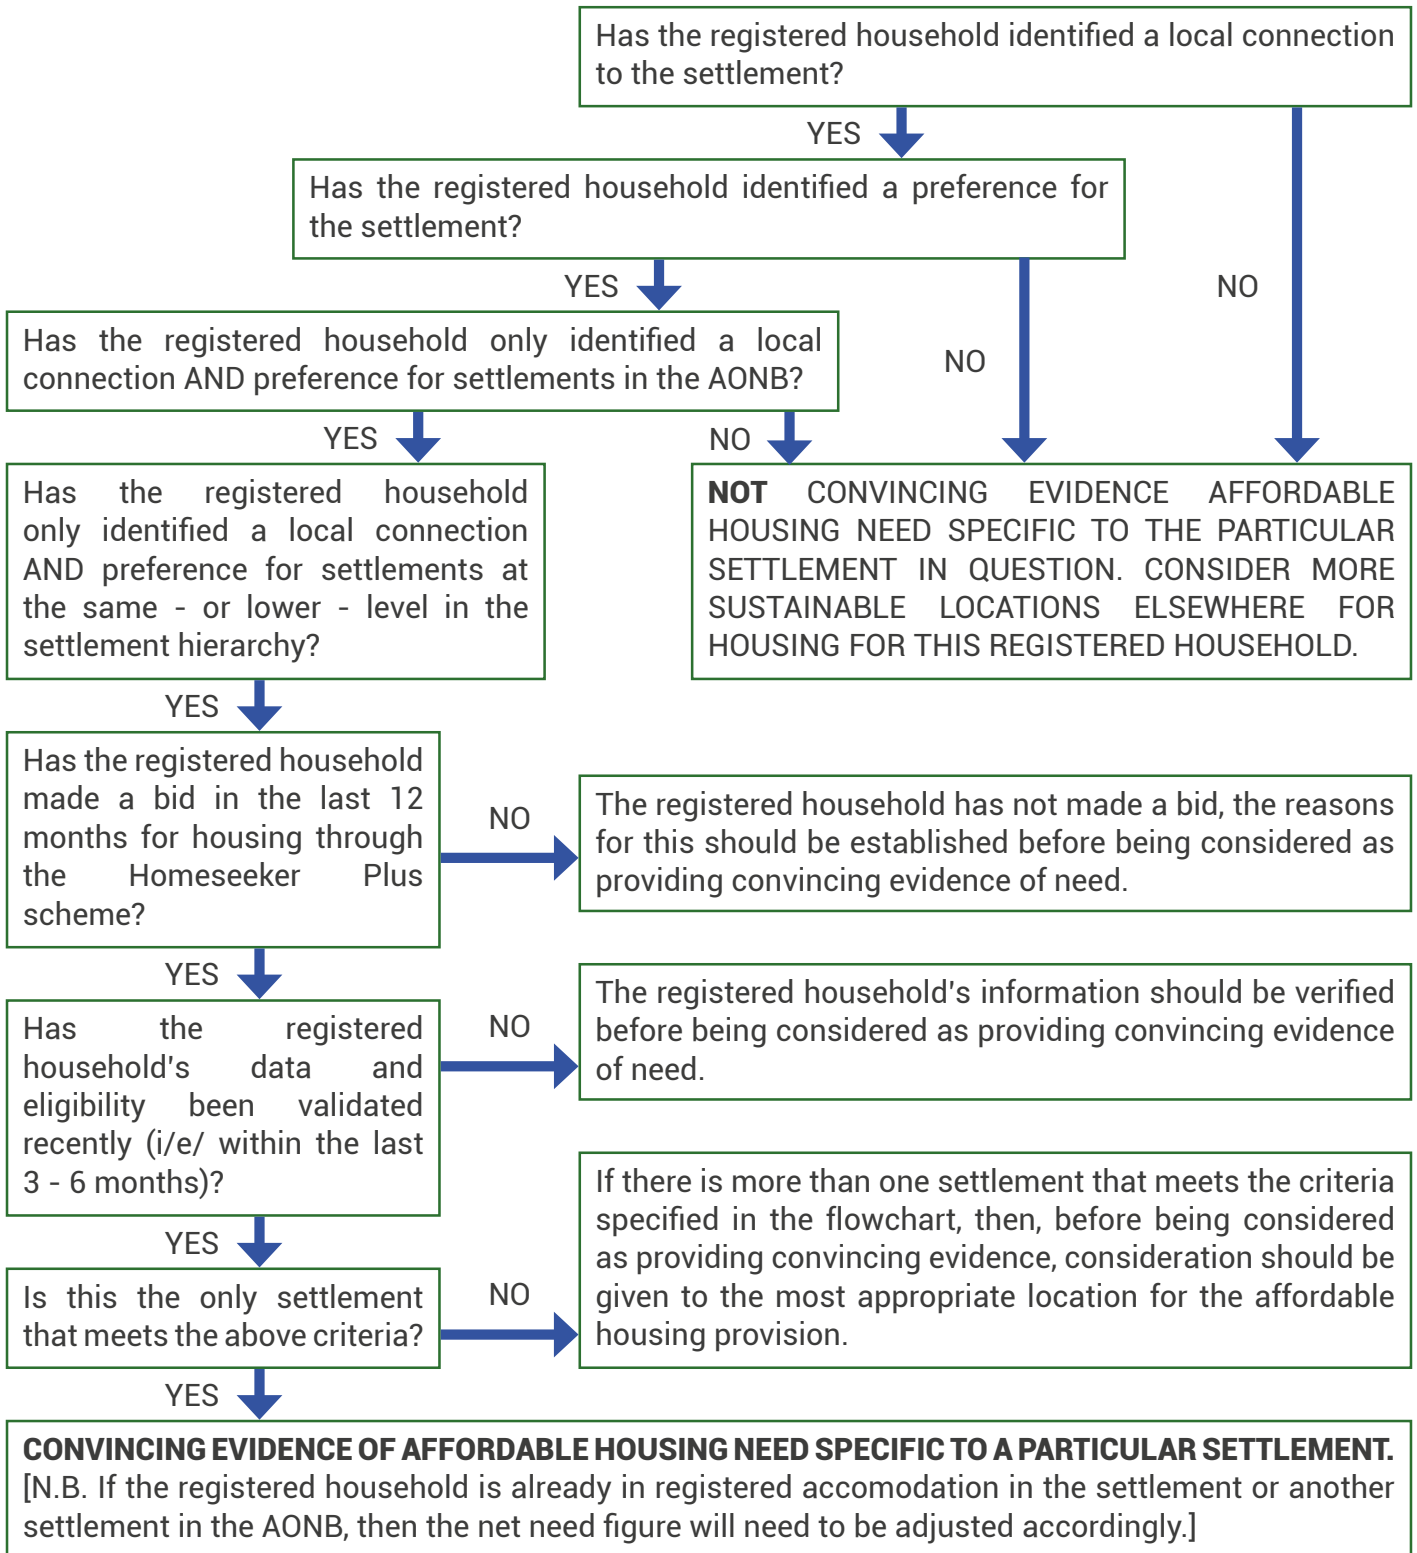 Has the registered household identified a local connection
to the settlement?
YES
Has the registered household identified a preference for
the settlement?
YES
NO
Has the registered household only identified a local
connection AND preference for settlements in the AONB?
NO
YES
NO
Has the registered household
only identified a local connection
AND preference for settlements at
the same - or lower - level in the
settlement hierarchy?
NOT CONVINCING EVIDENCE AFFORDABLE
HOUSING NEED SPECIFIC TO THE PARTICULAR
SETTLEMENT IN QUESTION. CONSIDER MORE
SUSTAINABLE LOCATIONS ELSEWHERE FOR
HOUSING FOR THIS REGISTERED HOUSEHOLD.
YES
Has the registered household
made a bid in the last 12
months for housing through
the Homeseeker Plus
scheme?
NO
The registered household has not made a bid, the reasons
for this should be established before being considered as
providing convincing evidence of need.
YES
Has the registered
household's data and
eligibility been validated
recently (i/e/ within the last
3 - 6 months)?
NO
The registered household's information should be verified
before being considered as providing convincing evidence
of need.
YES
Is this the only settlement
that meets the above criteria?
NO
If there is more than one settlement that meets the criteria
specified in the flowchart, then, before being considered
as providing convincing evidence, consideration should be
given to the most appropriate location for the affordable
housing provision.
YES
CONVINCING EVIDENCE OF AFFORDABLE HOUSING NEED SPECIFIC TO A PARTICULAR SETTLEMENT.
[N.B. If the registered household is already in registered accomodation in the settlement or another
settlement in the AONB, then the net need figure will need to be adjusted accordingly.]